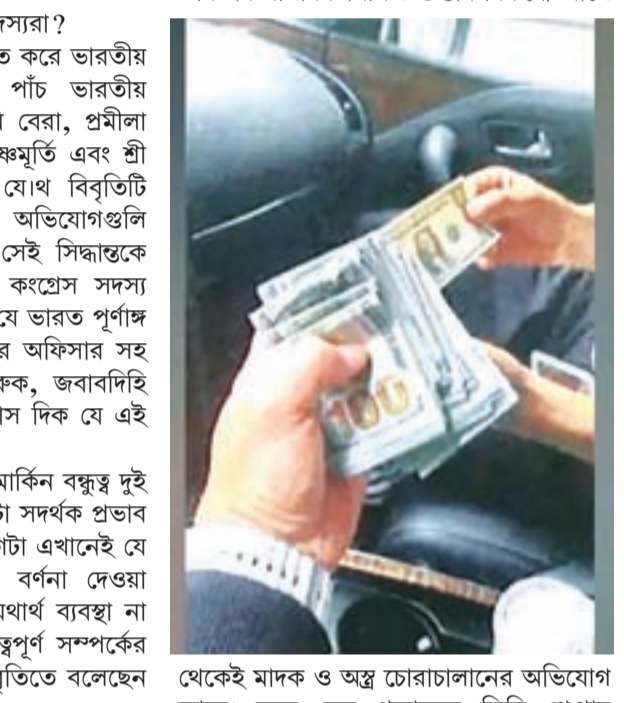 দস্যরা?
ত করে ভারতীয়
পাঁচ ভারতীয়
বেরা, প্রমীলা
ষ্ণমূর্তি এবং শ্রী
যৌথ বিবৃতিটি
অভিযোগগুলি
সেই সিদ্ধান্তকে
কংগ্রেস সদস্য
যে ভারত পূর্ণাঙ্গ
র অফিসার সহ
রুক, জবাবদিহি
াস দিক যে এই
মার্কিন বন্ধুত্ব দুই
টা সদর্থক প্রভাব
টা এখানেই যে
বর্ণনা দেওয়া
যথার্থ ব্যবস্থা না
ত্বপূর্ণ সম্পর্কের
বৃতিতে বলেছেন
100
থেকেই মাদক ও অস্ত্র চোরাচালানের অভিযোগ